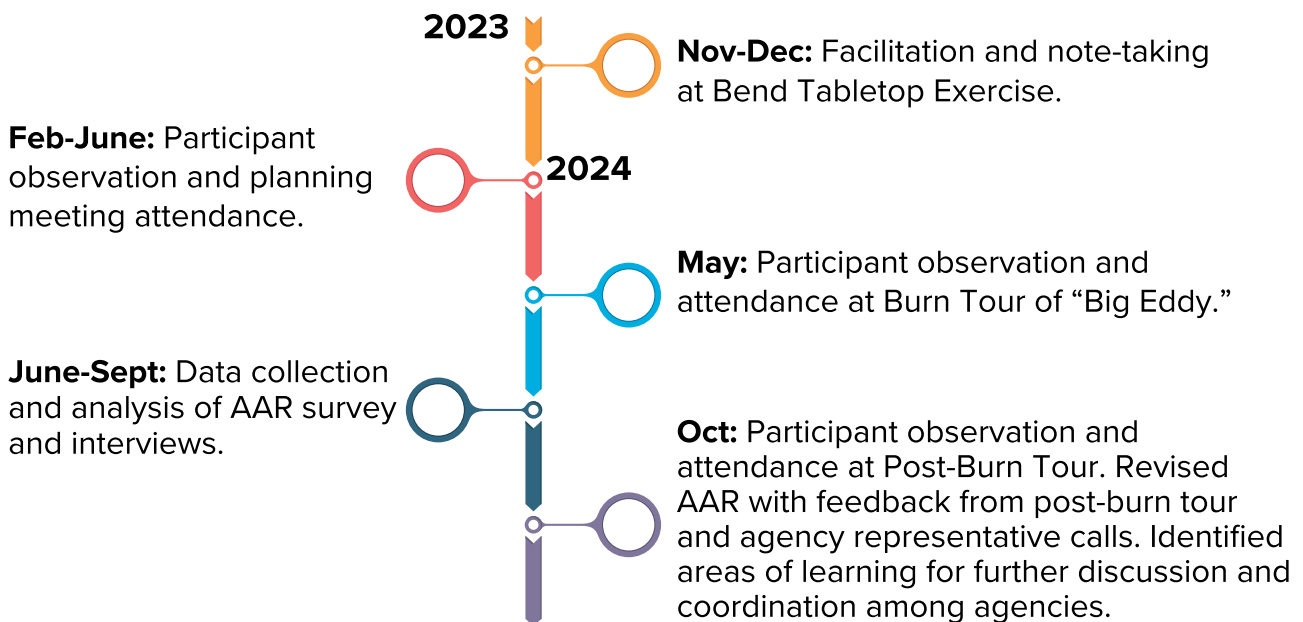 2023
Nov-Dec: Facilitation and note-taking
at Bend Tabletop Exercise.
Feb-June: Participant
observation and planning
meeting attendance.
2024
May: Participant observation and
attendance at Burn Tour of “Big Eddy.”
June-Sept: Data collection
and analysis of AAR survey
and interviews.
Oct: Participant observation and
attendance at Post-Burn Tour. Revised
AAR with feedback from post-burn tour
and agency representative calls. Identified
areas of learning for further discussion and
coordination among agencies.